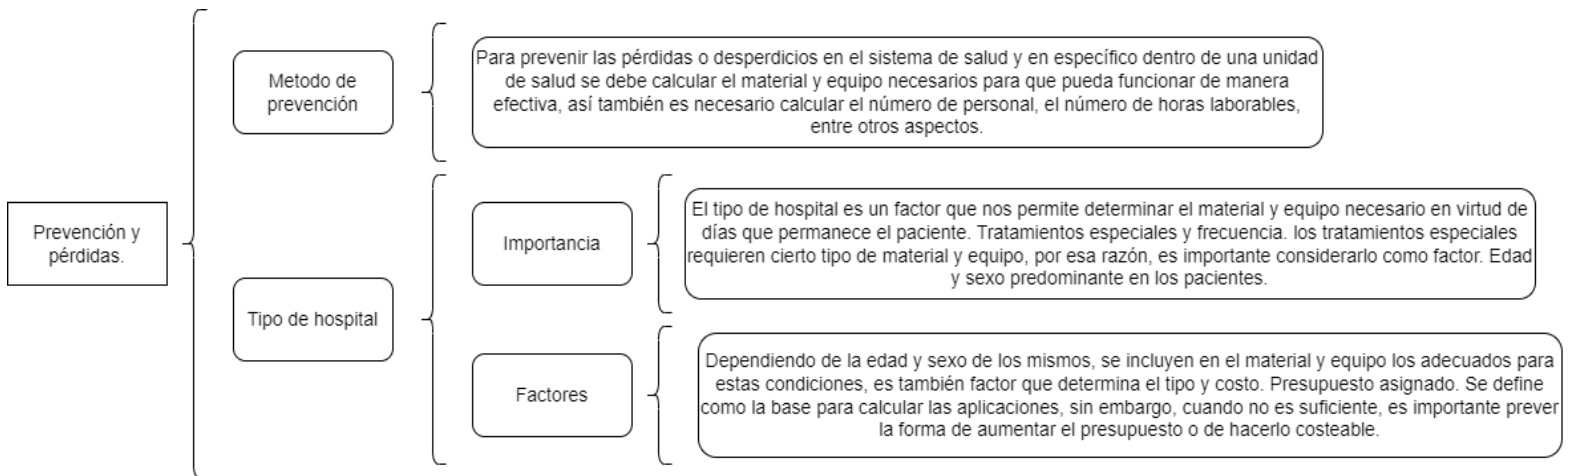 Metodo de
prevención
Para prevenir las pérdidas o desperdicios en el sistema de salud y en específico dentro de una unidad
de salud se debe calcular el material y equipo necesarios para que pueda funcionar de manera
efectiva, así también es necesario calcular el número de personal, el número de horas laborables,
entre otros aspectos.
Prevención y
pérdidas.
Tipo de hospital
Importancia
El tipo de hospital es un factor que nos permite determinar el material y equipo necesario en virtud de
días que permanece el paciente. Tratamientos especiales y frecuencia. los tratamientos especiales
requieren cierto tipo de material y equipo, por esa razón, es importante considerarlo como factor. Edad
y sexo predominante en los pacientes.
Factores
Dependiendo de la edad y sexo de los mismos, se incluyen en el material y equipo los adecuados para
estas condiciones, es también factor que determina el tipo y costo. Presupuesto asignado. Se define
como la base para calcular las aplicaciones, sin embargo, cuando no es suficiente, es importante prever
la forma de aumentar el presupuesto o de hacerlo costeable.